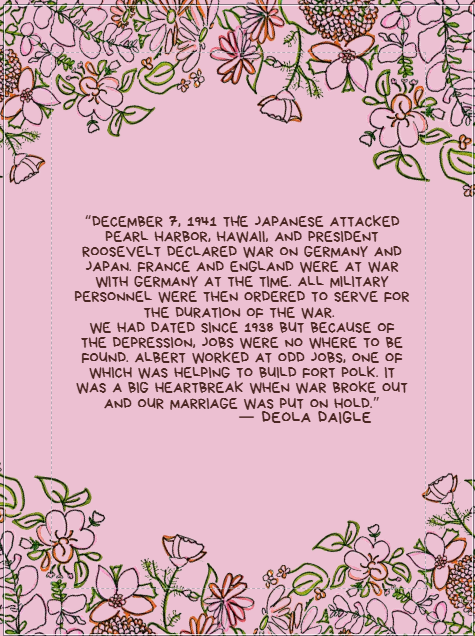 “DECEMBER 7, 1941 THE JAPANESE ATTACKED
PEARL HARBOR, HAWAII, AND PRESIDENT
ROOSEVELT DECLARED WAR ON GERMANY AND
JAPAN. FRANCE AND ENGLAND WERE AT WAR
WITH GERMANY AT THE TIME. ALL MILITARY
PERSONNEL WERE THEN ORDERED TO SERVE FOR
THE DURATION OF THE WAR.
WE HAD DATED SINCE 1938 BUT BECAUSE OF
THE DEPRESSION, JOBS WERE NO WHERE TO BE
FOUND. ALBERT WORKED AT ODD JOBS, ONE OF
WHICH WAS HELPING TO BUILD FORT POLK. IT
WAS A BIG HEARTBREAK WHEN WAR BROKE OUT
AND OUR MARRIAGE WAS PUT ON HOLD.”
— DEOLA DAIGLE